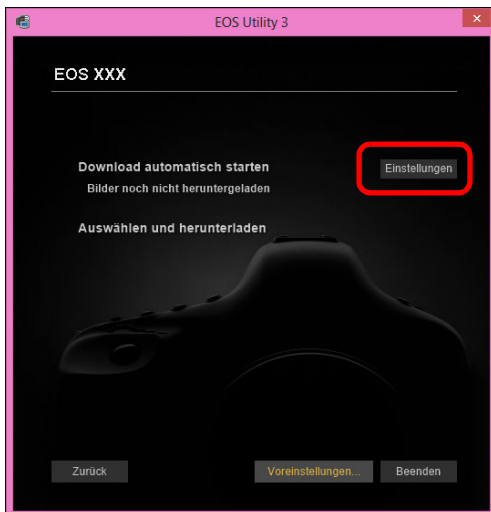 EOS Utility 3
EOS XXX
Download automatisch starten
Einstellungen
Bilder noch nicht heruntergeladen
Auswählen und herunterladen
Zurück
Voreinstellungen...
Beenden